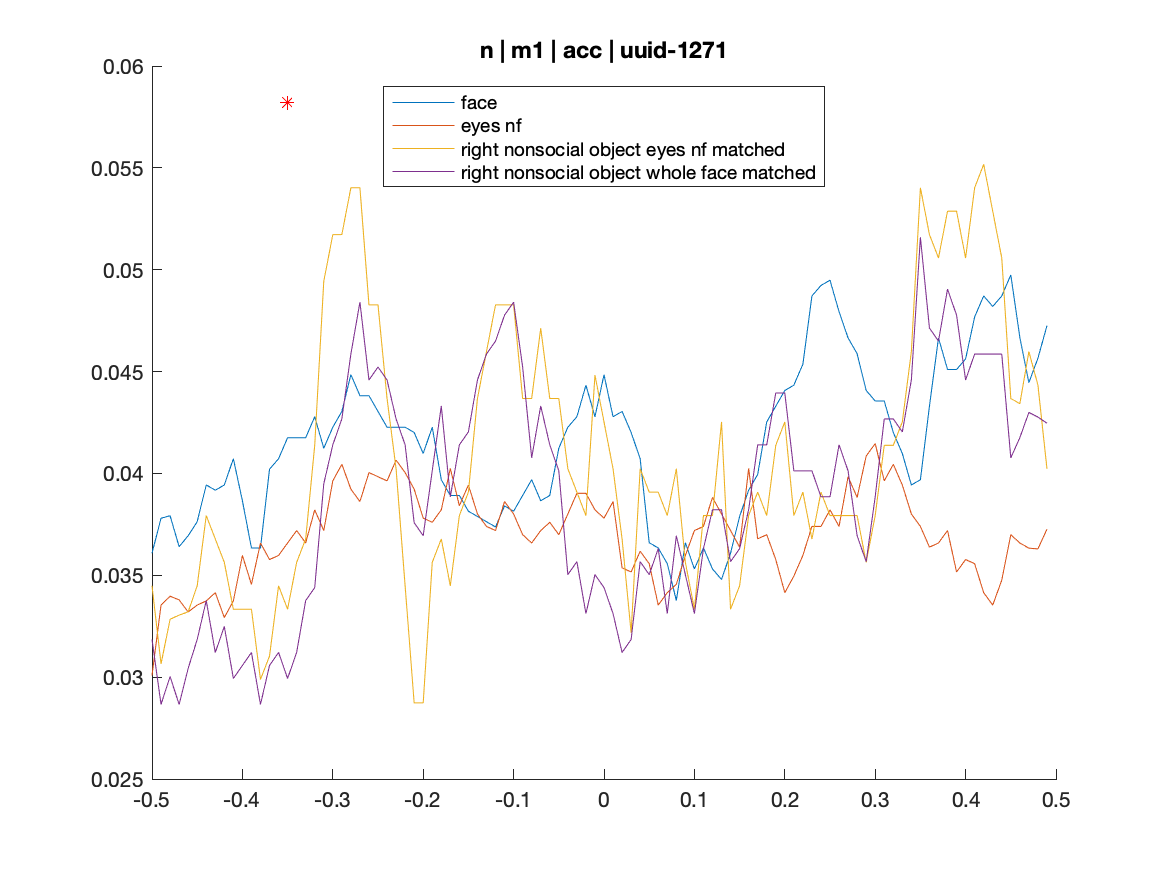 n | m1 | acc | uuid-1271
0.06
0.055
0.05
0.045
0.04
0.035
0.03
0.025
face
eyes nf
right nonsocial object eyes nf matched
right nonsocial object whole face matched
-0.5 -0.4 -0.3 -0.2 -0.1 0 0.1 0.2 0.3 0.4 0.5